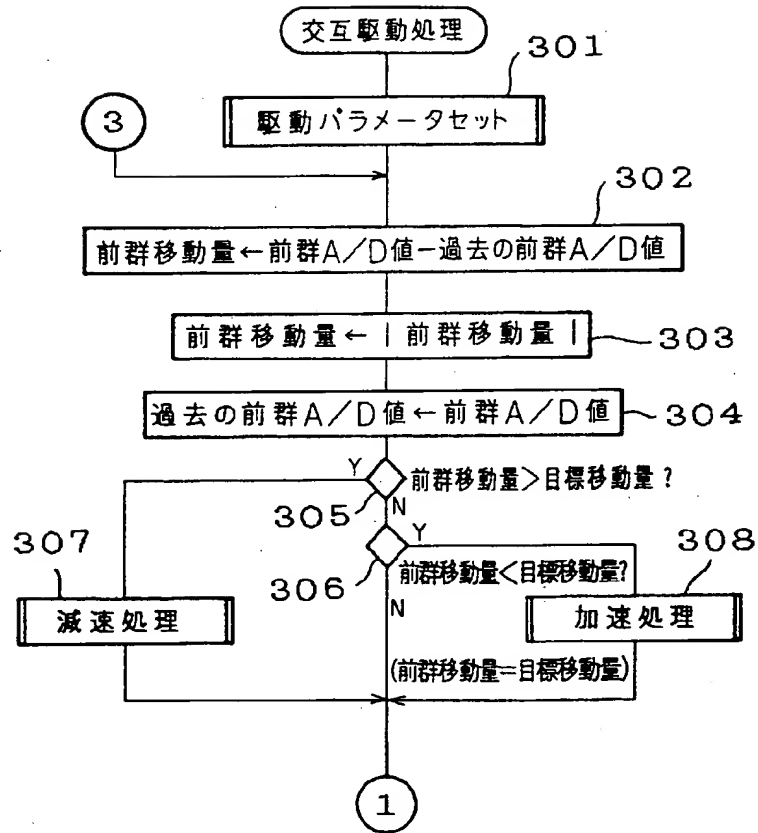 交互駆動処理
301
駆動パラメータセット
3
302
前群移動量←前群A/D値−過去の前群A/D値
前群移動量←|前群移動量|
303
過去の前群A/D値←前群A/D値
304
Y
前群移動量>目標移動量?
305
N
307
Y
308
306
前群移動量<目標移動量?
減速処理
N
加速処理
(前群移動量=目標移動量)
1